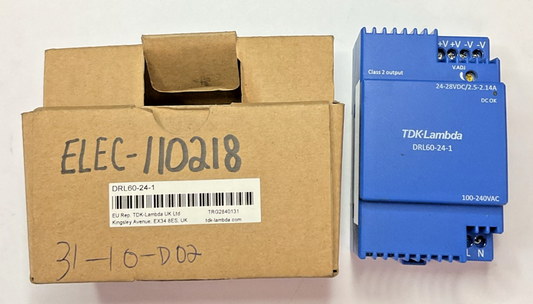 ELEC-110218
DRL60-24-1
EU Rep. TDK-Lambda UK Ltd. TRG2840131
Kingsley Avenue, EX34 8ES, UK tdk-lambda.com
31-10-D02
+V +V -V -V
V.ADJ
Class 2 output
24-28VDC/2.5-2.14A
DC OK
TDK-Lambda
DRL60-24-1
100-240VAC
L N